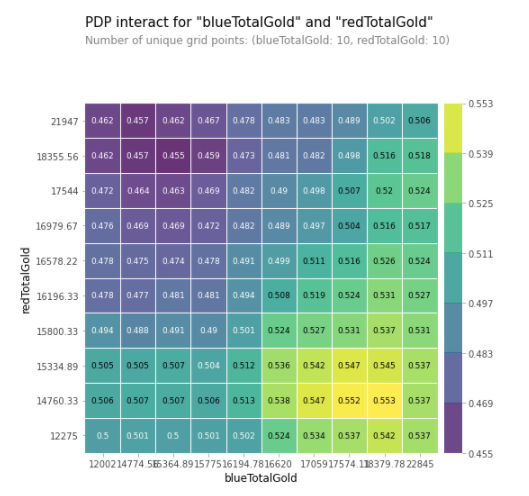 PDP interact for "blueTotalGold" and "redTotalGold"
Number of unique grid points: (blueTotalGold: 10, redTotalGold: 10)
21947 0.462 0.457 0.462 0.467 0.478 0.483 0.483 0.489 0.502 0.506
18355.56 0.462 0.457 0.455 0.459 0.473 0.481 0.482 0.498 0.516 0.518
17544 0.472 0.464 0.463 0.469 0.482 0.49 0.498 0.507 0.52 0.524
16979.67 0.476 0.469 0.469 0.472 0.482 0.489 0.497 0.504 0.516 0.517
16578.22 0.478 0.475 0.474 0.478 0.491 0.499 0.511 0.516 0.526 0.524
16196.33 0.478 0.477 0.481 0.481 0.494 0.508 0.519 0.524 0.531 0.527
15800.33 0.494 0.488 0.491 0.49 0.501 0.524 0.527 0.531 0.537 0.531
15334.89 0.505 0.505 0.507 0.504 0.512 0.536 0.542 0.547 0.545 0.537
14760.33 0.506 0.507 0.507 0.506 0.513 0.538 0.547 0.552 0.553 0.537
12275 0.5 0.501 0.5 0.501 0.502 0.524 0.534 0.537 0.542 0.537
12002 15775 16194.78 16620 17059 18379.78 22845
blueTotalGold
redTotalGold
0.553
0.539
0.525
0.511
0.497
0.483
0.469
0.455